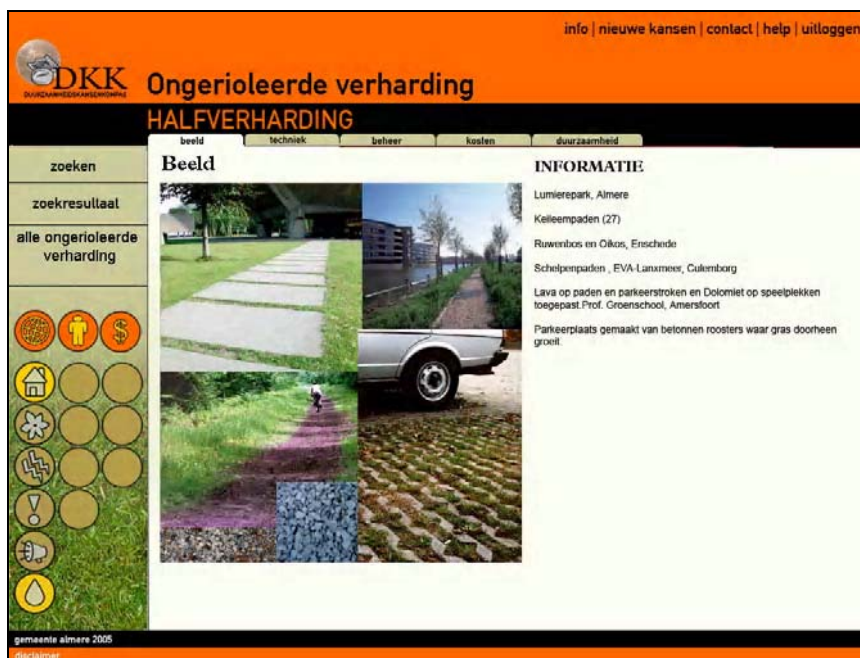 info | nieuwe kansen | contact | help | uitloggen
DKK
DUURZAAMHEIDSKANSENKOMPAS
Ongerioleerde verharding
HALFVERHARDING
beeld techniek beheer kosten duurzaamheid
zoeken
zoekresultaat
alle ongerioleerde
verharding
Beeld
INFORMATIE
Lumierepark, Almere
Keileempaden (27)
Ruwenbos en Oikos, Enschede
Schelpenpaden , EVA-Lanxmeer, Culemborg
Lava op paden en parkeerstroken en Dolomiet op speelplekken
toegepast.Prof. Groenschool, Amersfoort
Parkeerplaats gemaakt van betonnen roosters waar gras doorheen
groeit.
$
gemeente almere 2005
disclaimer